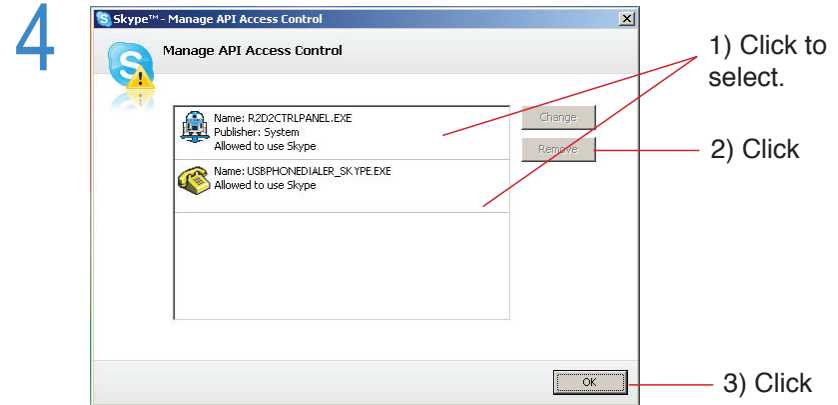 4
Skype™ - Manage API Access Control
Manage API Access Control
1) Click to
select.
Name: R2D2CTRLPANEL.EXE
Publisher: System
Allowed to use Skype
Change
Remove
2) Click
Name: USBPHONEDIALER_SKYPE.EXE
Allowed to use Skype
OK
3) Click